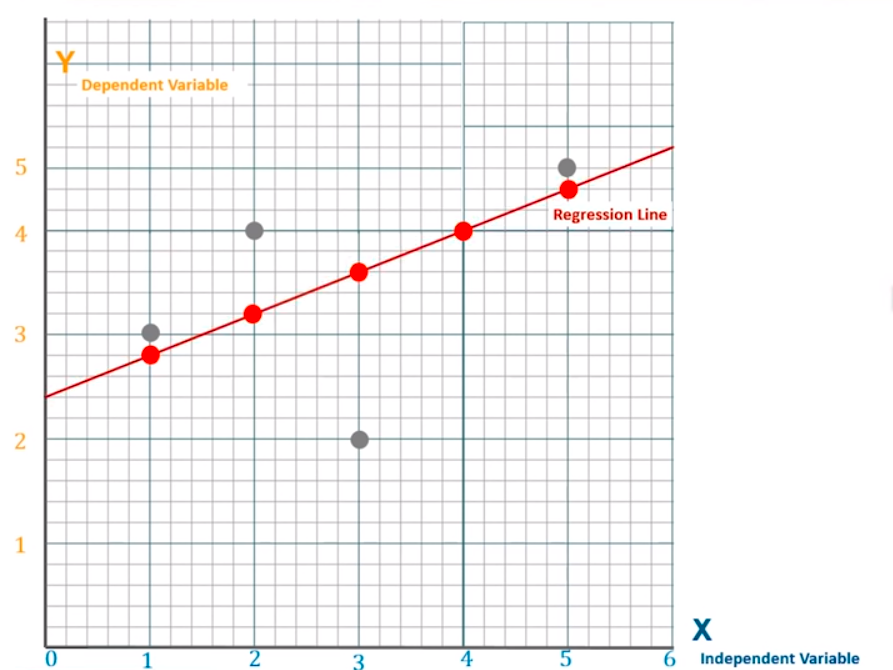 Y
Dependent Variable
5
4
3
2
1
Regression Line
0 1 2 3 4 5 6
X
Independent Variable